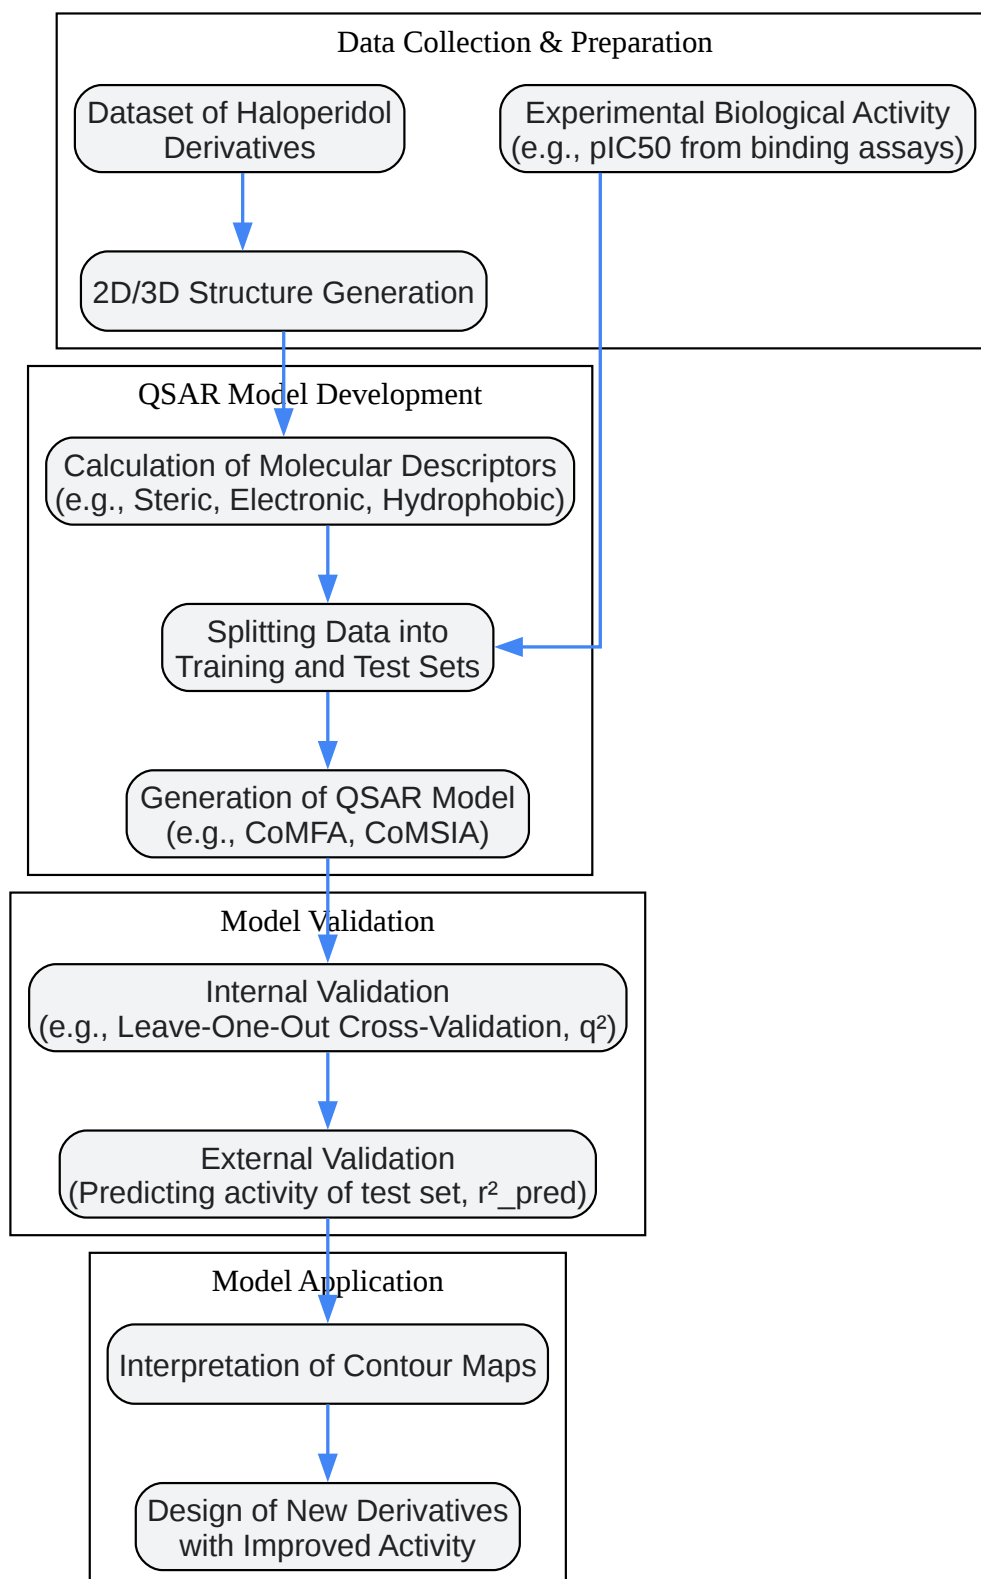 Data Collection & Preparation
Dataset of Haloperidol
Derivatives
Experimental Biological Activity
(e.g., pIC50 from binding assays)
2D/3D Structure Generation
QSAR Model Development
Calculation of Molecular Descriptors
(e.g., Steric, Electronic, Hydrophobic)
Splitting Data into
Training and Test Sets
Generation of QSAR Model
(e.g., CoMFA, CoMSIA)
Model Validation
Internal Validation
(e.g., Leave-One-Out Cross-Validation, q²)
External Validation
(Predicting activity of test set, r²_pred)
Model Application
Interpretation of Contour Maps
Design of New Derivatives
with Improved Activity